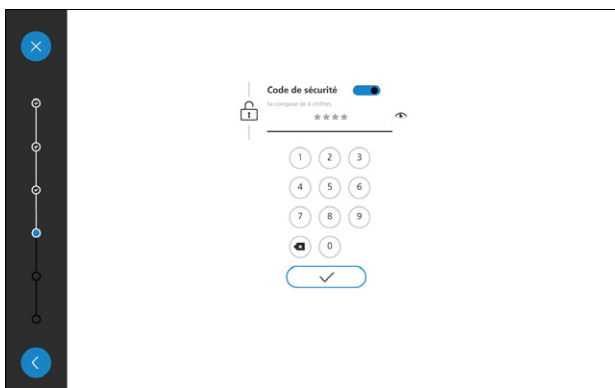 Code de sécurité
Se compose de 4 chiffres
****
1 2 3
4 5 6
7 8 9
0